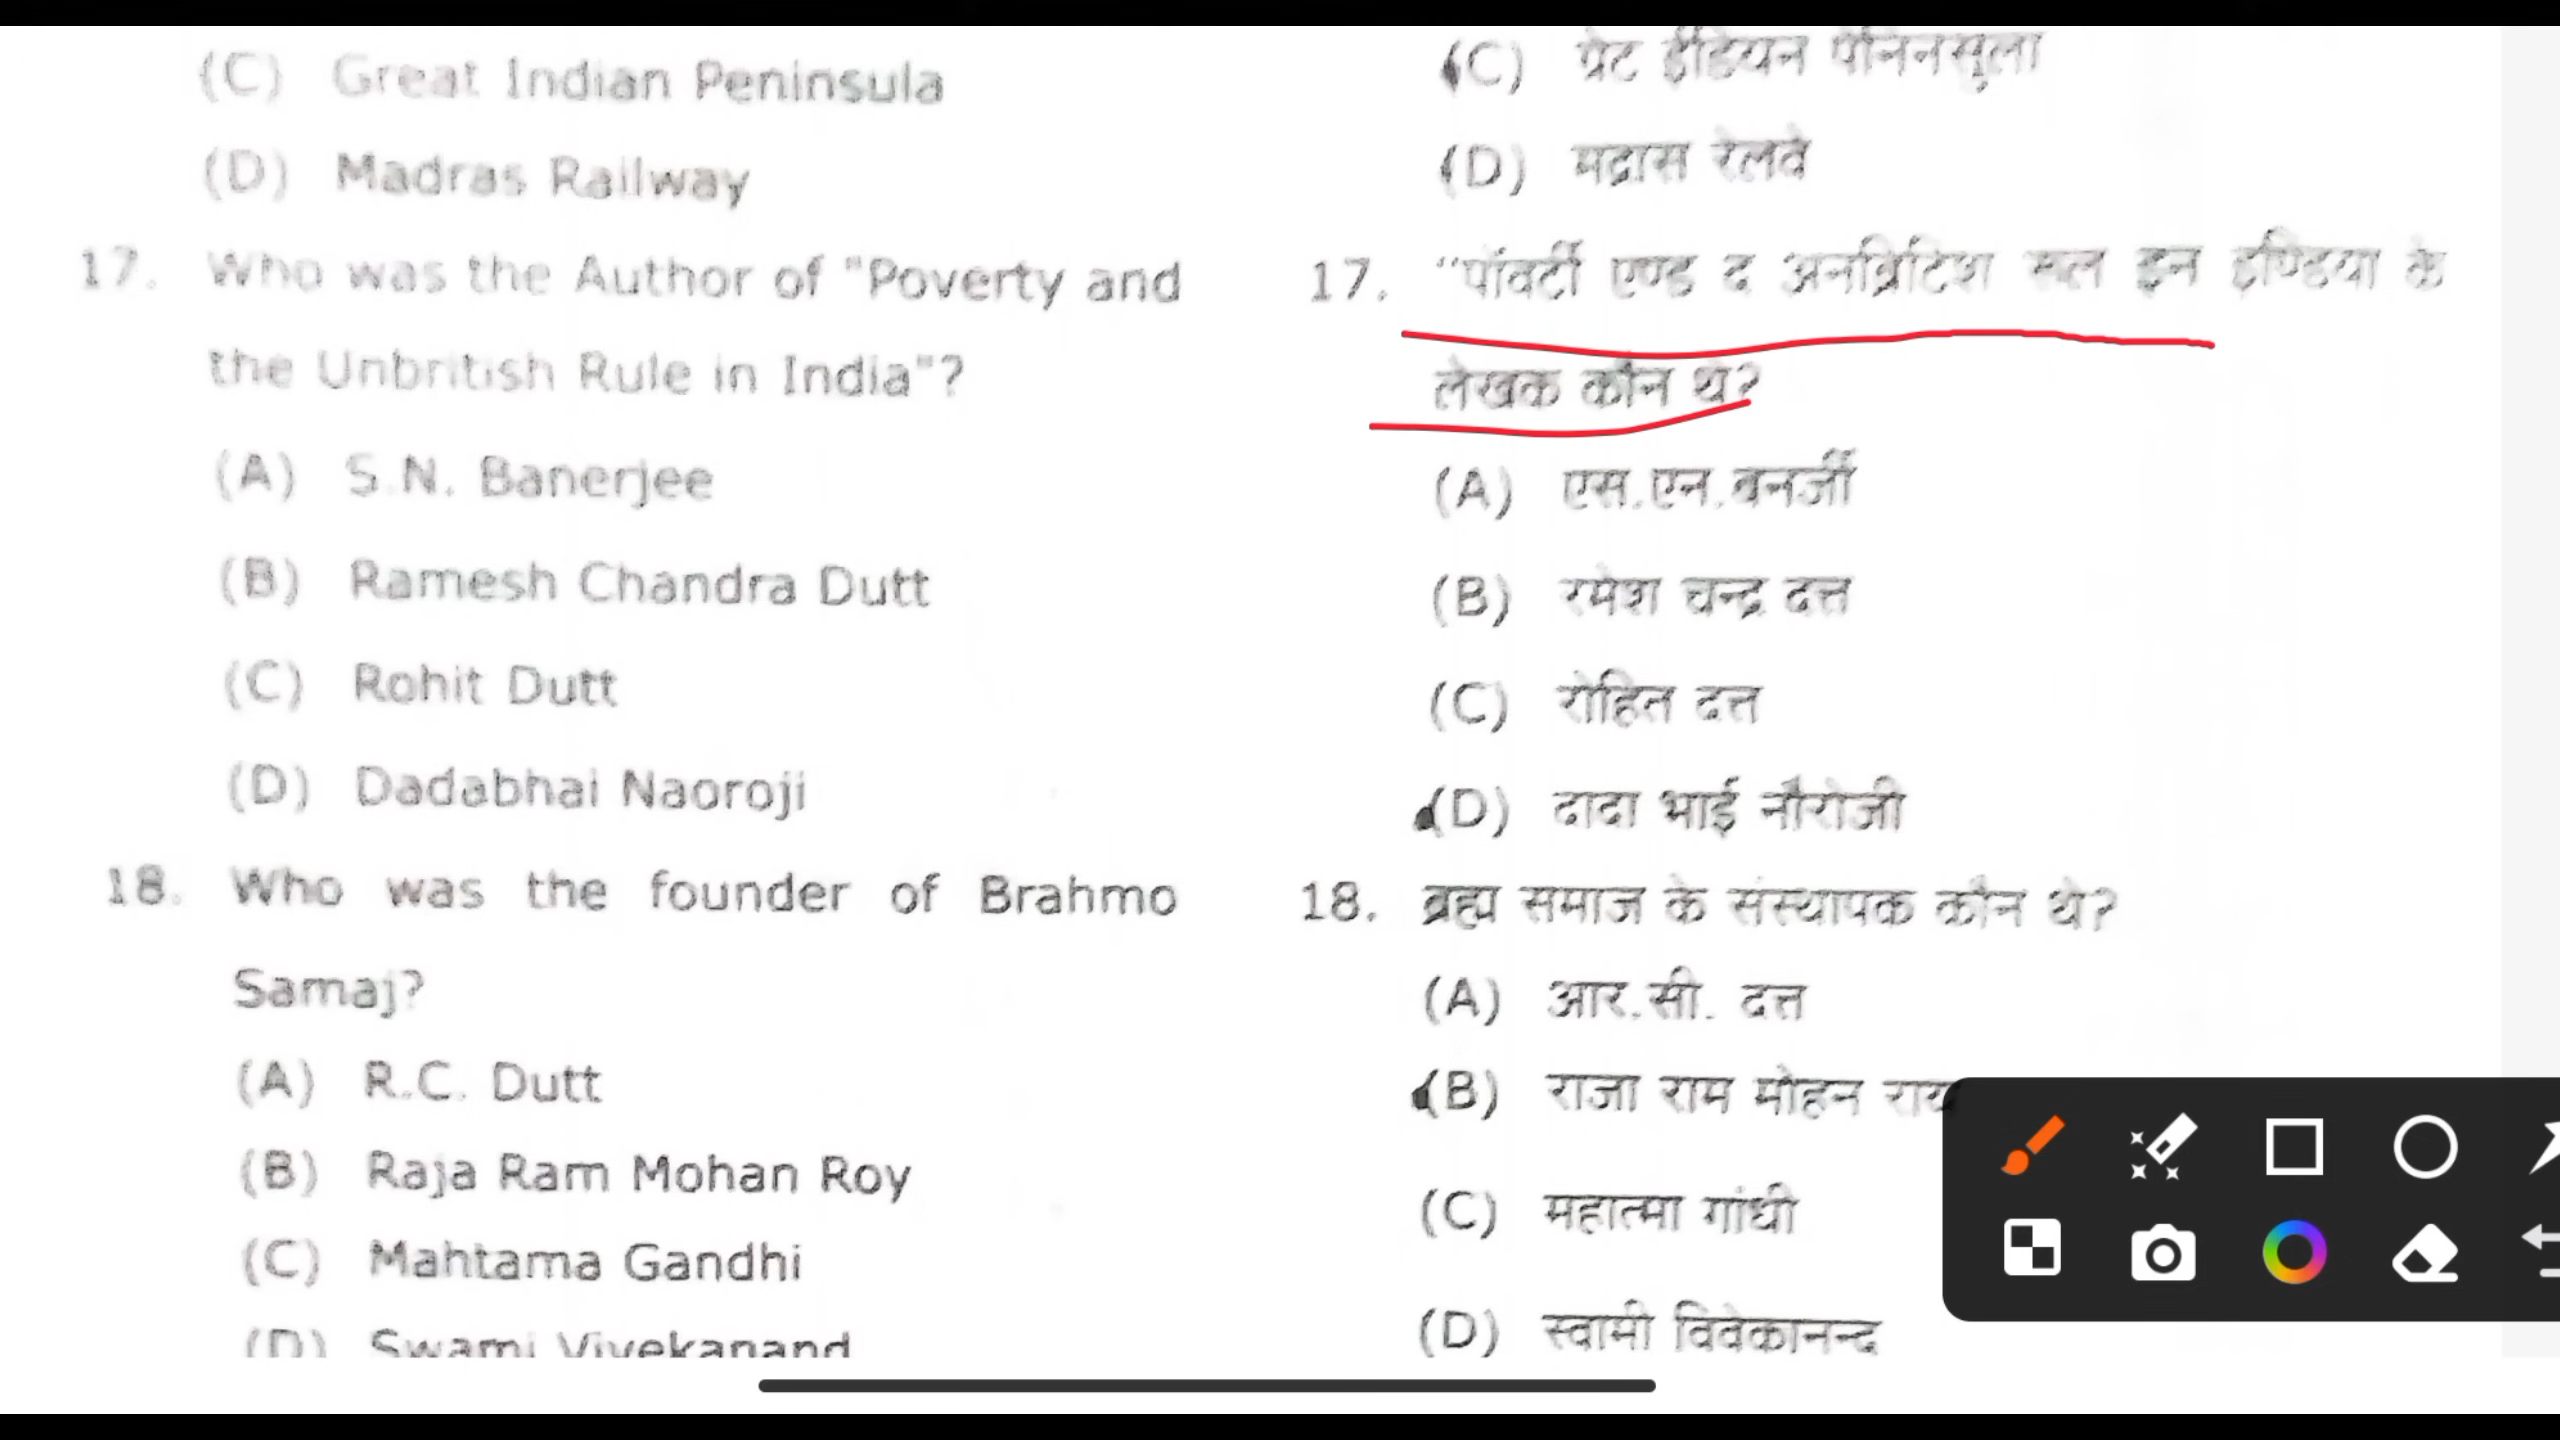 (C) Great Indian Peninsula
(D) Madras Railway
17. Who was the Author of "Poverty and
the Unbritish Rule in India"?
(A) S.N. Banerjee
(B) Ramesh Chandra Dutt
(C) Rohit Dutt
(D) Dadabhai Naoroji
18. Who was the founder of Brahmo
Samaj?
(A) R.C. Dutt
(B) Raja Ram Mohan Roy
(C) Mahtama Gandhi
(D) Swami Vivekanand
(C) ग्रेट इंडियन पेनिनसुला
(D) मद्रास रेलवे
17. "पॉवर्टी एण्ड द अनब्रिटिश रूल इन इण्डिया के
लेखक कौन थे?
(A) एस.एन.बनर्जी
(B) रमेश चन्द्र दत्त
(C) रोहित दत्त
(D) दादा भाई नौरोजी
18. ब्रह्म समाज के संस्थापक कौन थे?
(A) आर.सी. दत्त
(B) राजा राम मोहन राय
(C) महात्मा गांधी
(D) स्वामी विवेकानन्द